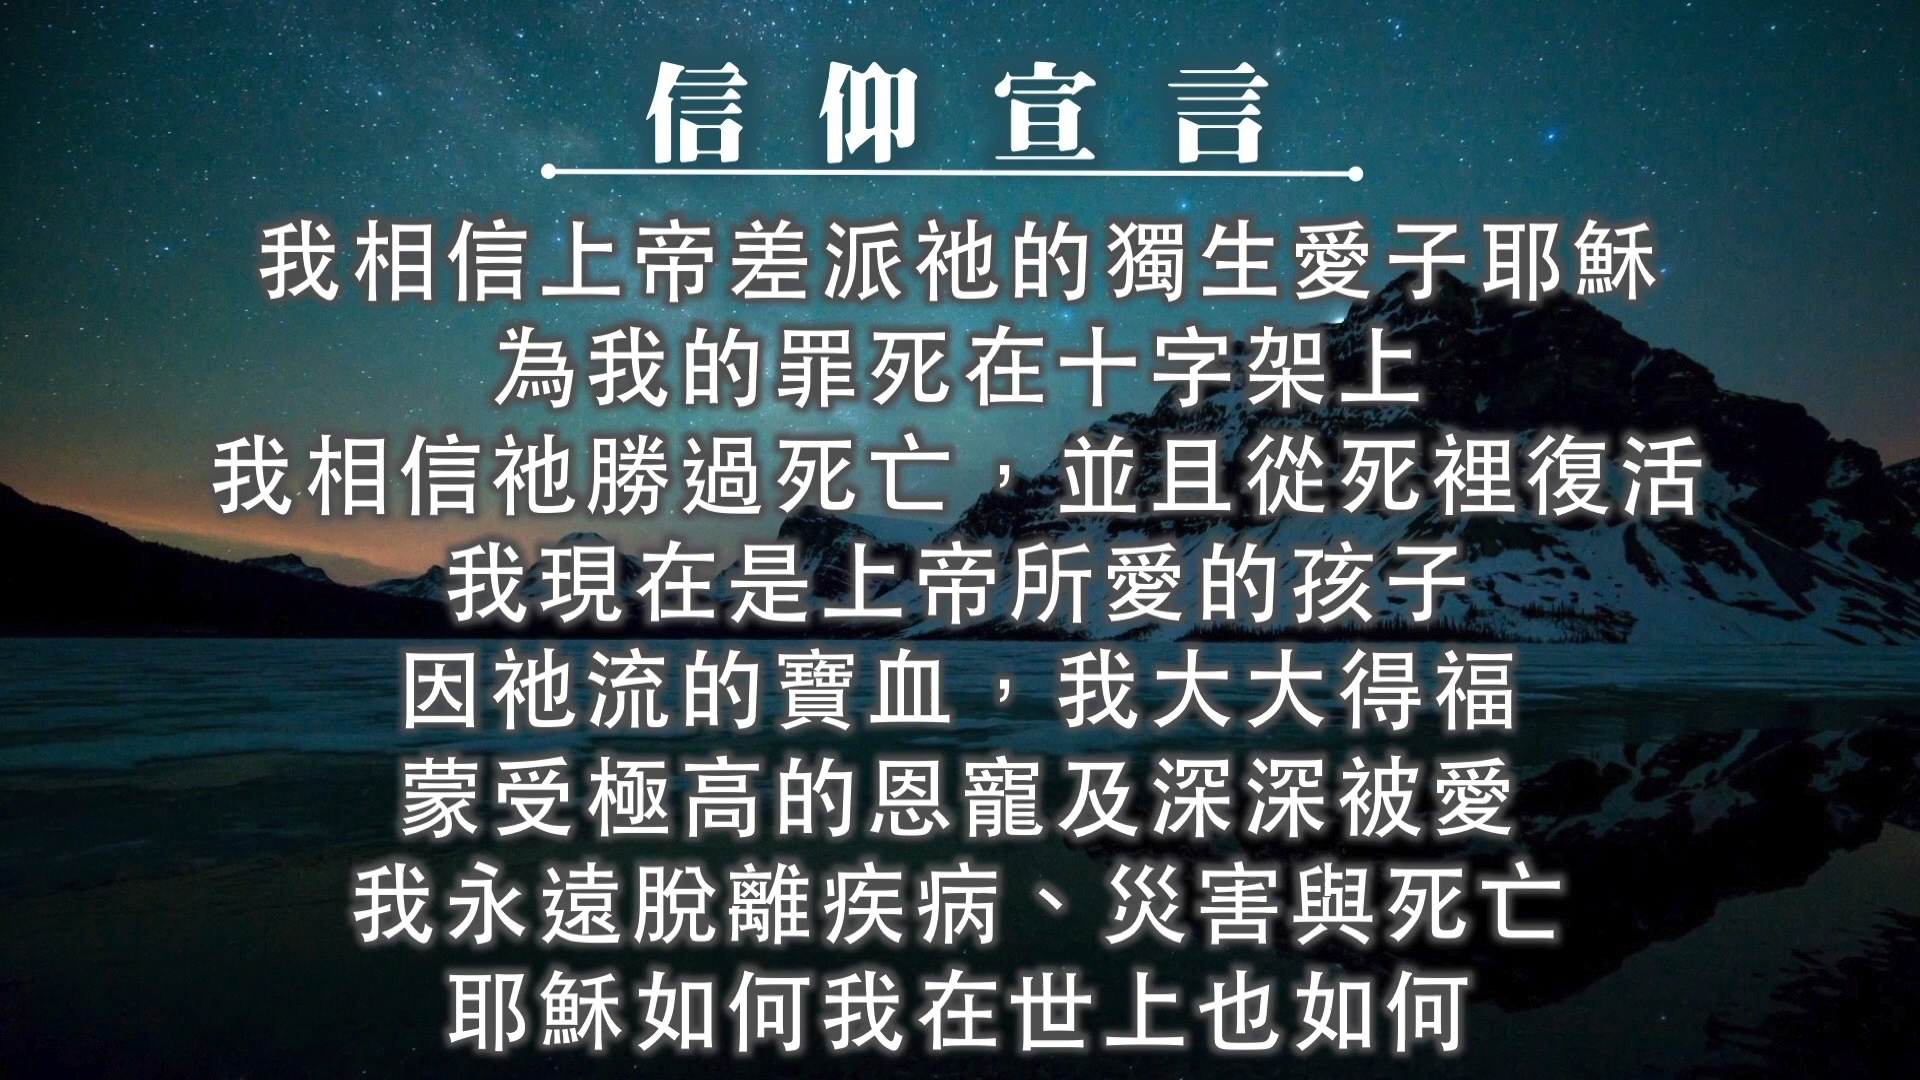 信仰宣言
我相信上帝差派祂的獨生愛子耶穌
為我的罪死在十字架上
我相信祂勝過死亡，並且從死裡復活
我現在是上帝所愛的孩子
因祂流的寶血，我大大得福
蒙受極高的恩寵及深深被愛
我永遠脫離疾病、災害與死亡
耶穌如何我在世上也如何